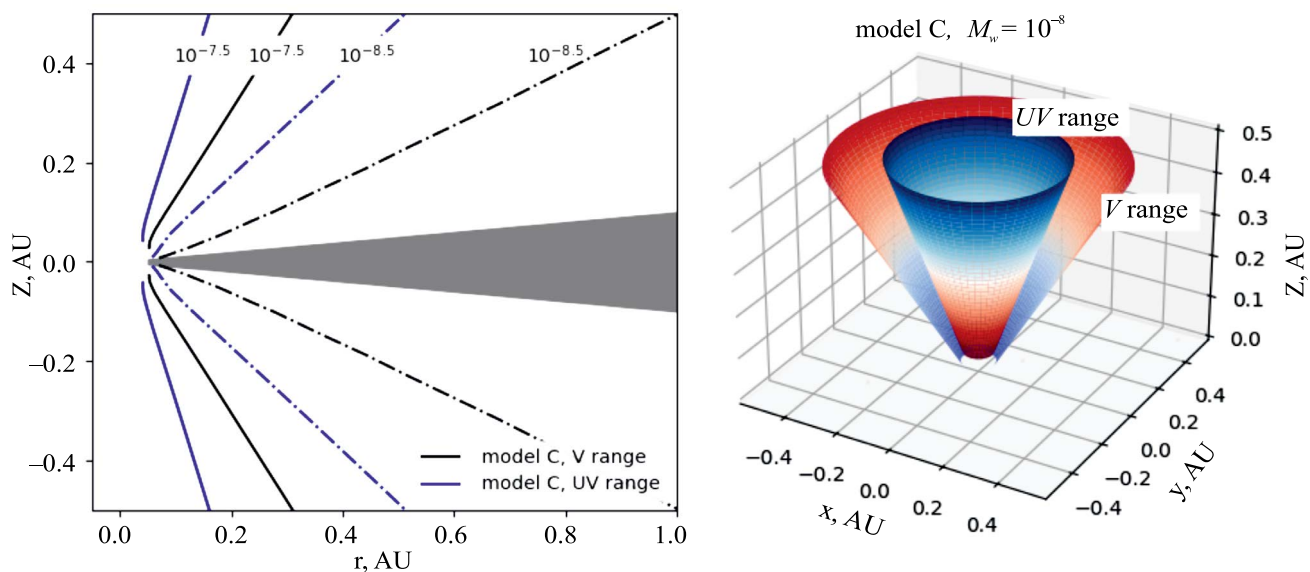 0.4
0.2
0.0
−0.2
−0.4
Z, AU
10^−7.5 10^−7.5 10^−8.5 10^−8.5
model C, V range
model C, UV range
0.0 0.2 0.4 0.6 0.8 1.0
r, AU
model C, M_w = 10^−8
UV range
V range
0.5
0.4
0.3
0.2
0.1
0.0
Z, AU
−0.4
−0.2
0.0
0.2
0.4
x, AU
0.4
0.2
0.0
−0.2
−0.4
y, AU